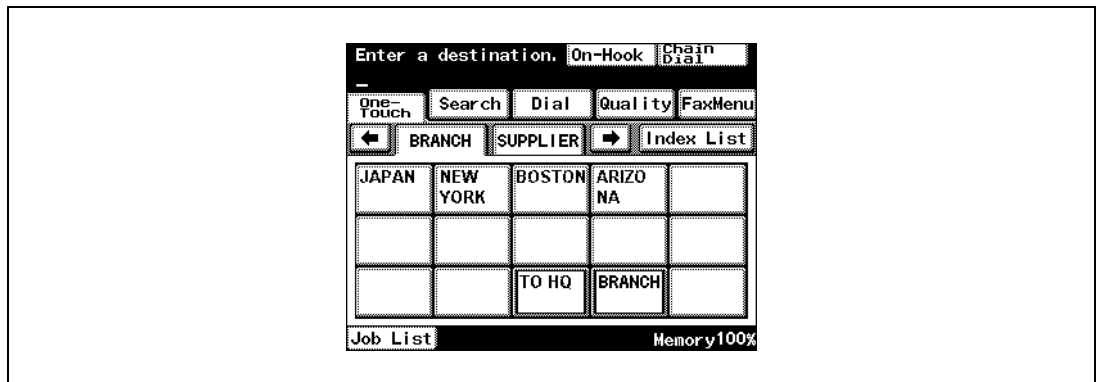 Enter a destination. On-Hook Chain Dial
One-Touch Search Dial Quality FaxMenu
BRANCH SUPPLIER Index List
JAPAN NEW YORK BOSTON ARIZO NA
TO HQ BRANCH
Job List Memory100%